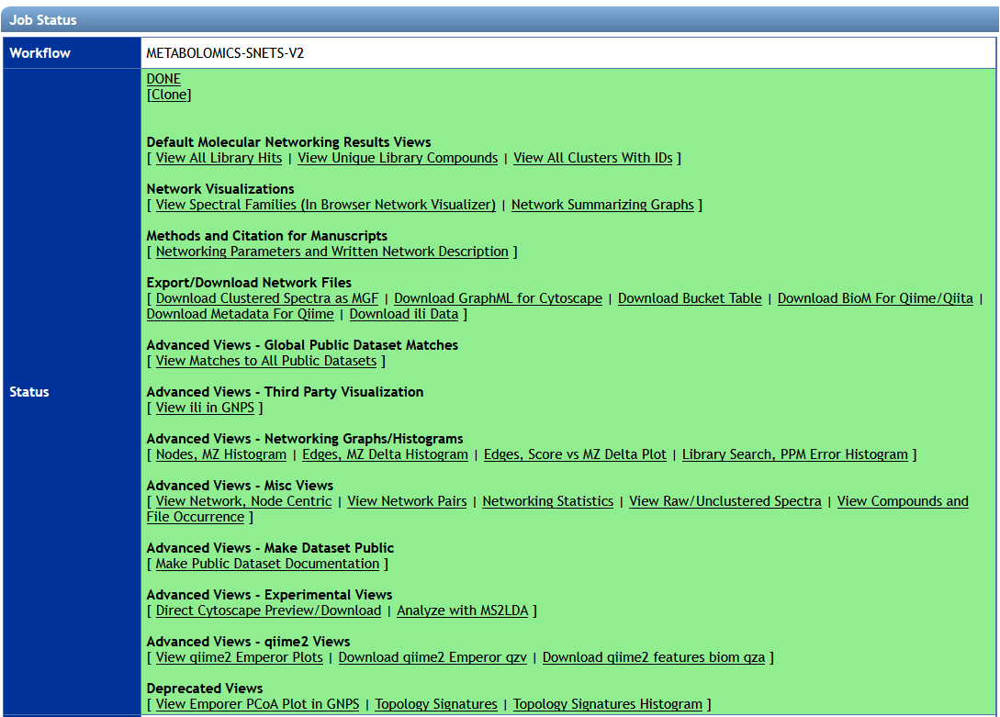 Job Status
Workflow
METABOLOMICS-SNETS-V2
Status
DONE
[Clone]
Default Molecular Networking Results Views
[ View All Library Hits | View Unique Library Compounds | View All Clusters With IDs ]
Network Visualizations
[ View Spectral Families (In Browser Network Visualizer) | Network Summarizing Graphs ]
Methods and Citation for Manuscripts
[ Networking Parameters and Written Network Description ]
Export/Download Network Files
[ Download Clustered Spectra as MGF | Download GraphML for Cytoscape | Download Bucket Table | Download BioM For Qiime/Qiita |
Download Metadata For Qiime | Download ili Data ]
Advanced Views - Global Public Dataset Matches
[ View Matches to All Public Datasets ]
Advanced Views - Third Party Visualization
[ View ili in GNPS ]
Advanced Views - Networking Graphs/Histograms
[ Nodes, MZ Histogram | Edges, MZ Delta Histogram | Edges, Score vs MZ Delta Plot | Library Search, PPM Error Histogram ]
Advanced Views - Misc Views
[ View Network, Node Centric | View Network Pairs | Networking Statistics | View Raw/Unclustered Spectra | View Compounds and
File Occurrence ]
Advanced Views - Make Dataset Public
[ Make Public Dataset Documentation ]
Advanced Views - Experimental Views
[ Direct Cytoscape Preview/Download | Analyze with MS2LDA ]
Advanced Views - qiime2 Views
[ View qiime2 Emperor Plots | Download qiime2 Emperor qzv | Download qiime2 features biom qza ]
Deprecated Views
[ View Emporer PCoA Plot in GNPS | Topology Signatures | Topology Signatures Histogram ]